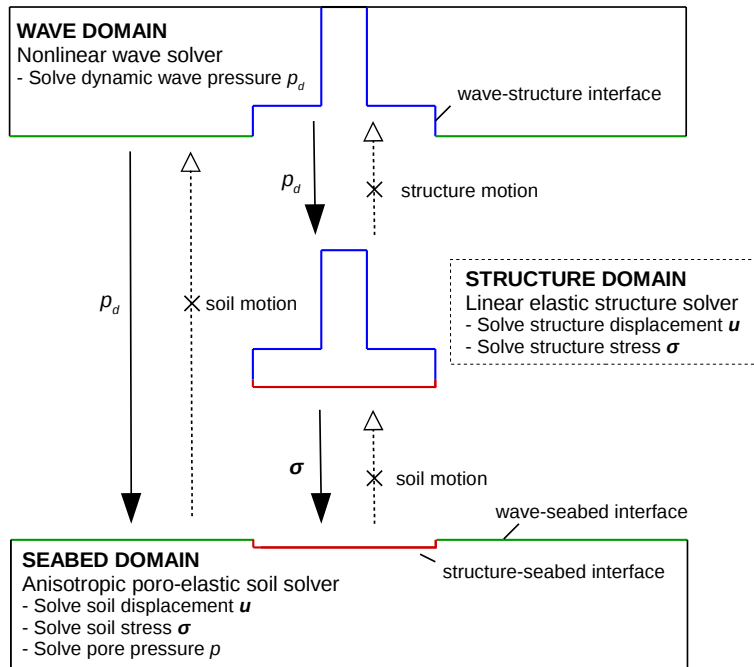 WAVE DOMAIN
Nonlinear wave solver
- Solve dynamic wave pressure p_d
wave-structure interface
p_d
structure motion
STRUCTURE DOMAIN
Linear elastic structure solver
- Solve structure displacement u
- Solve structure stress σ
p_d
soil motion
σ
soil motion
wave-seabed interface
structure-seabed interface
SEABED DOMAIN
Anisotropic poro-elastic soil solver
- Solve soil displacement u
- Solve soil stress σ
- Solve pore pressure p